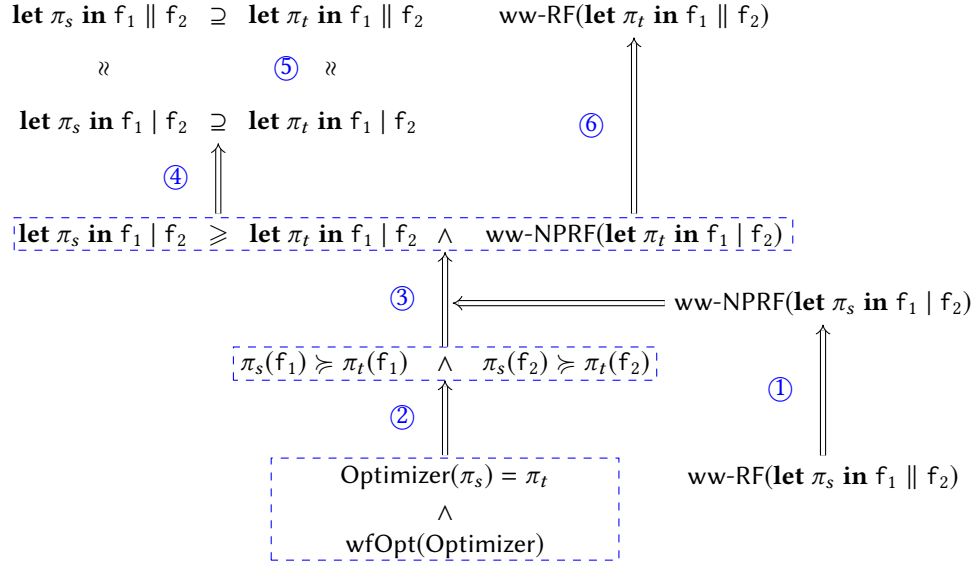 let π_s in f_1 ∥ f_2 ⊇ let π_t in f_1 ∥ f_2 ww-RF(let π_t in f_1 ∥ f_2)
≈ ⑤ ≈
let π_s in f_1 | f_2 ⊇ let π_t in f_1 | f_2 ⑥
④
let π_s in f_1 | f_2 ⩾ let π_t in f_1 | f_2 ∧ ww-NPRF(let π_t in f_1 | f_2)
③ ww-NPRF(let π_s in f_1 | f_2)
π_s(f_1) ≽ π_t(f_1) ∧ π_s(f_2) ≽ π_t(f_2)
② ①
Optimizer(π_s) = π_t ww-RF(let π_s in f_1 ∥ f_2)
∧
wfOpt(Optimizer)